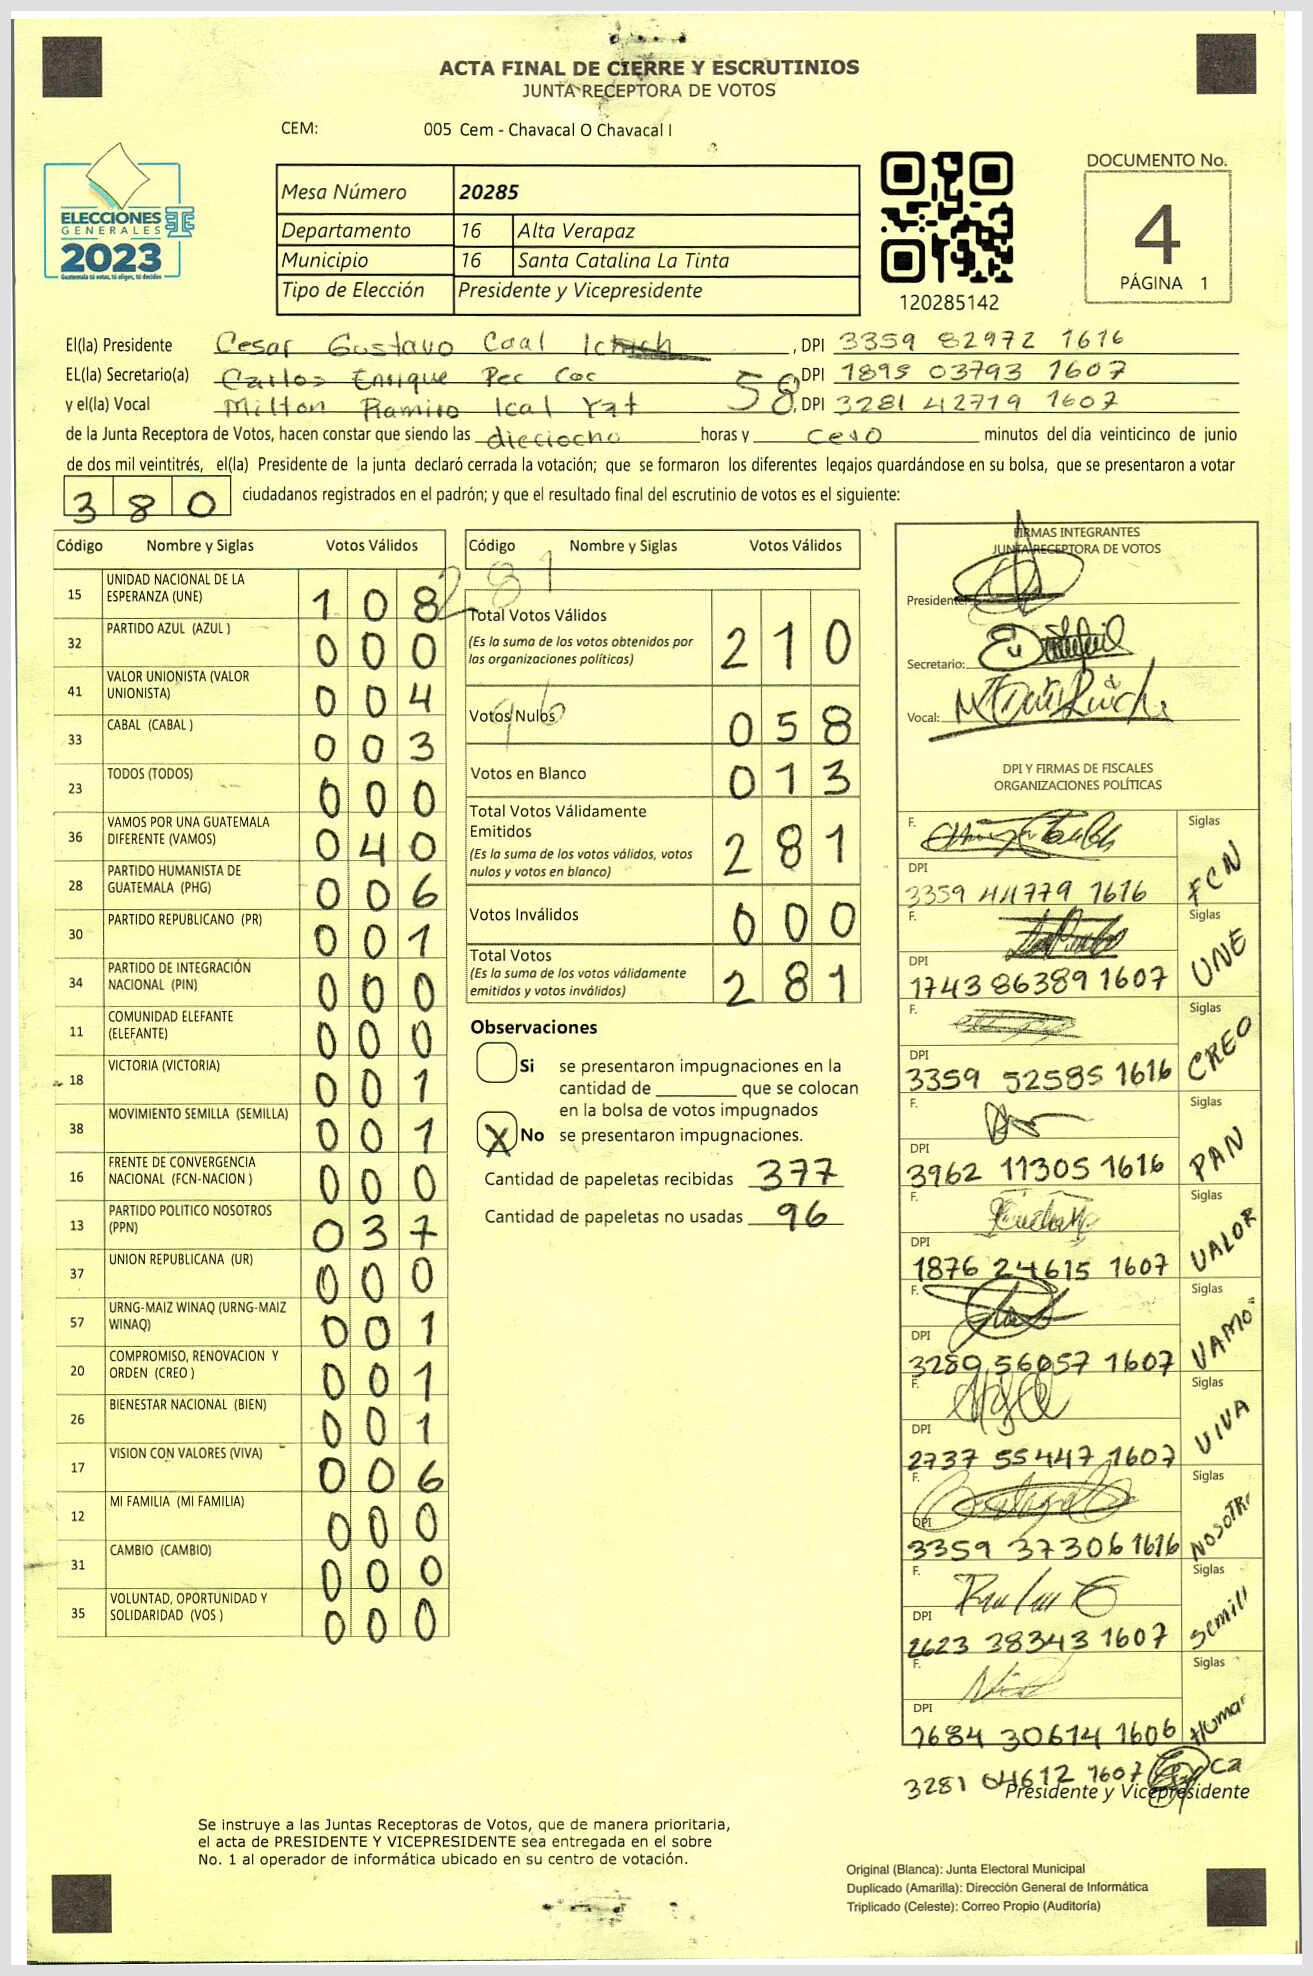 ACTA FINAL DE CIERRE Y ESCRUTINIOS
JUNTA RECEPTORA DE VOTOS
CEM: 005 Cem - Chavacal O Chavacal I
ELECCIONES
GENERALES
2023
Guatemala tú votas, tú eliges, tú decides
Mesa Número 20285
Departamento 16 Alta Verapaz
Municipio 16 Santa Catalina La Tinta
Tipo de Elección Presidente y Vicepresidente
120285142
DOCUMENTO No.
4
PÁGINA 1
El(la) Presidente Cesar Gustavo Caal , DPI 3359 82972 1616
EL(la) Secretario(a) Carlos Enrique Pec Coc DPI 1895 03793 1607
y el(la) Vocal Milton Ramiro Ical Yat 58, DPI 3281 42719 1607
de la Junta Receptora de Votos, hacen constar que siendo las dieciocho horas y cero minutos del día veinticinco de junio
de dos mil veintitrés, el(la) Presidente de la junta declaró cerrada la votación; que se formaron los diferentes legajos quardándose en su bolsa, que se presentaron a votar
380 ciudadanos registrados en el padrón; y que el resultado final del escrutinio de votos es el siguiente:
Código Nombre y Siglas Votos Válidos
15 UNIDAD NACIONAL DE LA ESPERANZA (UNE) 108
32 PARTIDO AZUL (AZUL ) 000
41 VALOR UNIONISTA (VALOR UNIONISTA) 004
33 CABAL (CABAL ) 003
23 TODOS (TODOS) 000
36 VAMOS POR UNA GUATEMALA DIFERENTE (VAMOS) 040
28 PARTIDO HUMANISTA DE GUATEMALA (PHG) 006
30 PARTIDO REPUBLICANO (PR) 001
34 PARTIDO DE INTEGRACIÓN NACIONAL (PIN) 000
11 COMUNIDAD ELEFANTE (ELEFANTE) 000
18 VICTORIA (VICTORIA) 001
38 MOVIMIENTO SEMILLA (SEMILLA) 001
16 FRENTE DE CONVERGENCIA NACIONAL (FCN-NACION ) 000
13 PARTIDO POLITICO NOSOTROS (PPN) 037
37 UNION REPUBLICANA (UR) 000
57 URNG-MAIZ WINAQ (URNG-MAIZ WINAQ) 001
20 COMPROMISO, RENOVACION Y ORDEN (CREO ) 001
26 BIENESTAR NACIONAL (BIEN) 001
17 VISION CON VALORES (VIVA) 006
12 MI FAMILIA (MI FAMILIA) 000
31 CAMBIO (CAMBIO) 000
35 VOLUNTAD, OPORTUNIDAD Y SOLIDARIDAD (VOS ) 000
Código Nombre y Siglas Votos Válidos
281
Total Votos Válidos 210
(Es la suma de los votos obtenidos por
las organizaciones políticas)
Votos Nulos 96 058
Votos en Blanco 013
Total Votos Válidamente
Emitidos 281
(Es la suma de los votos válidos, votos
nulos y votos en blanco)
Votos Inválidos 000
Total Votos 281
(Es la suma de los votos válidamente
emitidos y votos inválidos)
Observaciones
Si se presentaron impugnaciones en la
cantidad de ________ que se colocan
en la bolsa de votos impugnados
X No se presentaron impugnaciones.
Cantidad de papeletas recibidas 377
Cantidad de papeletas no usadas 96
FIRMAS INTEGRANTES
JUNTA RECEPTORA DE VOTOS
Presidente:
Secretario:
Vocal:
DPI Y FIRMAS DE FISCALES
ORGANIZACIONES POLÍTICAS
F. Siglas
DPI
3359 44779 1616 FCN
F. Siglas
DPI
1743 86389 1607 UNE
F. Siglas
DPI
3359 52585 1616 CREO
F. Siglas
DPI
3962 11305 1616 PAN
F. Siglas
DPI
1876 24615 1607 VALOR
F. Siglas
DPI
3289 56057 1607 VAMO
F. Siglas
DPI
2737 55447 1607 VIVA
F. Siglas
DPI
3359 37306 1616 NOSOTR
F. Siglas
DPI
2623 38343 1607 Semill
F. Siglas
DPI
1684 30614 1606 Huma
3281 04612 1607 Ca
Presidente y Vicepresidente
Se instruye a las Juntas Receptoras de Votos, que de manera prioritaria,
el acta de PRESIDENTE Y VICEPRESIDENTE sea entregada en el sobre
No. 1 al operador de informática ubicado en su centro de votación.
Original (Blanca): Junta Electoral Municipal
Duplicado (Amarilla): Dirección General de Informática
Triplicado (Celeste): Correo Propio (Auditoría)